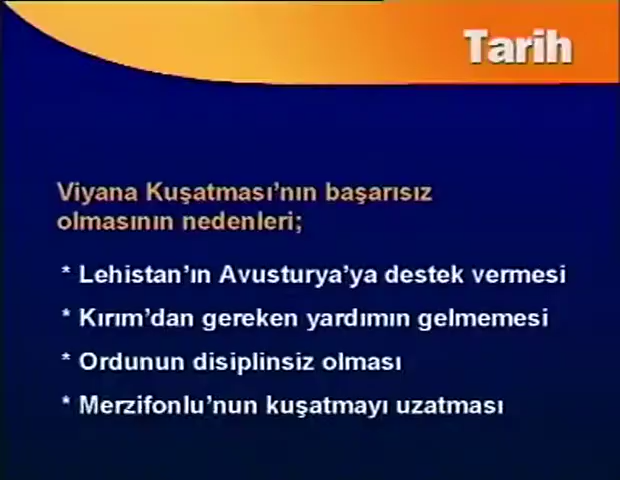 Tarih
Viyana Kuşatması'nın başarısız
olmasının nedenleri;
* Lehistan'ın Avusturya'ya destek vermesi
* Kırım'dan gereken yardımın gelmemesi
* Ordunun disiplinsiz olması
* Merzifonlu'nun kuşatmayı uzatması